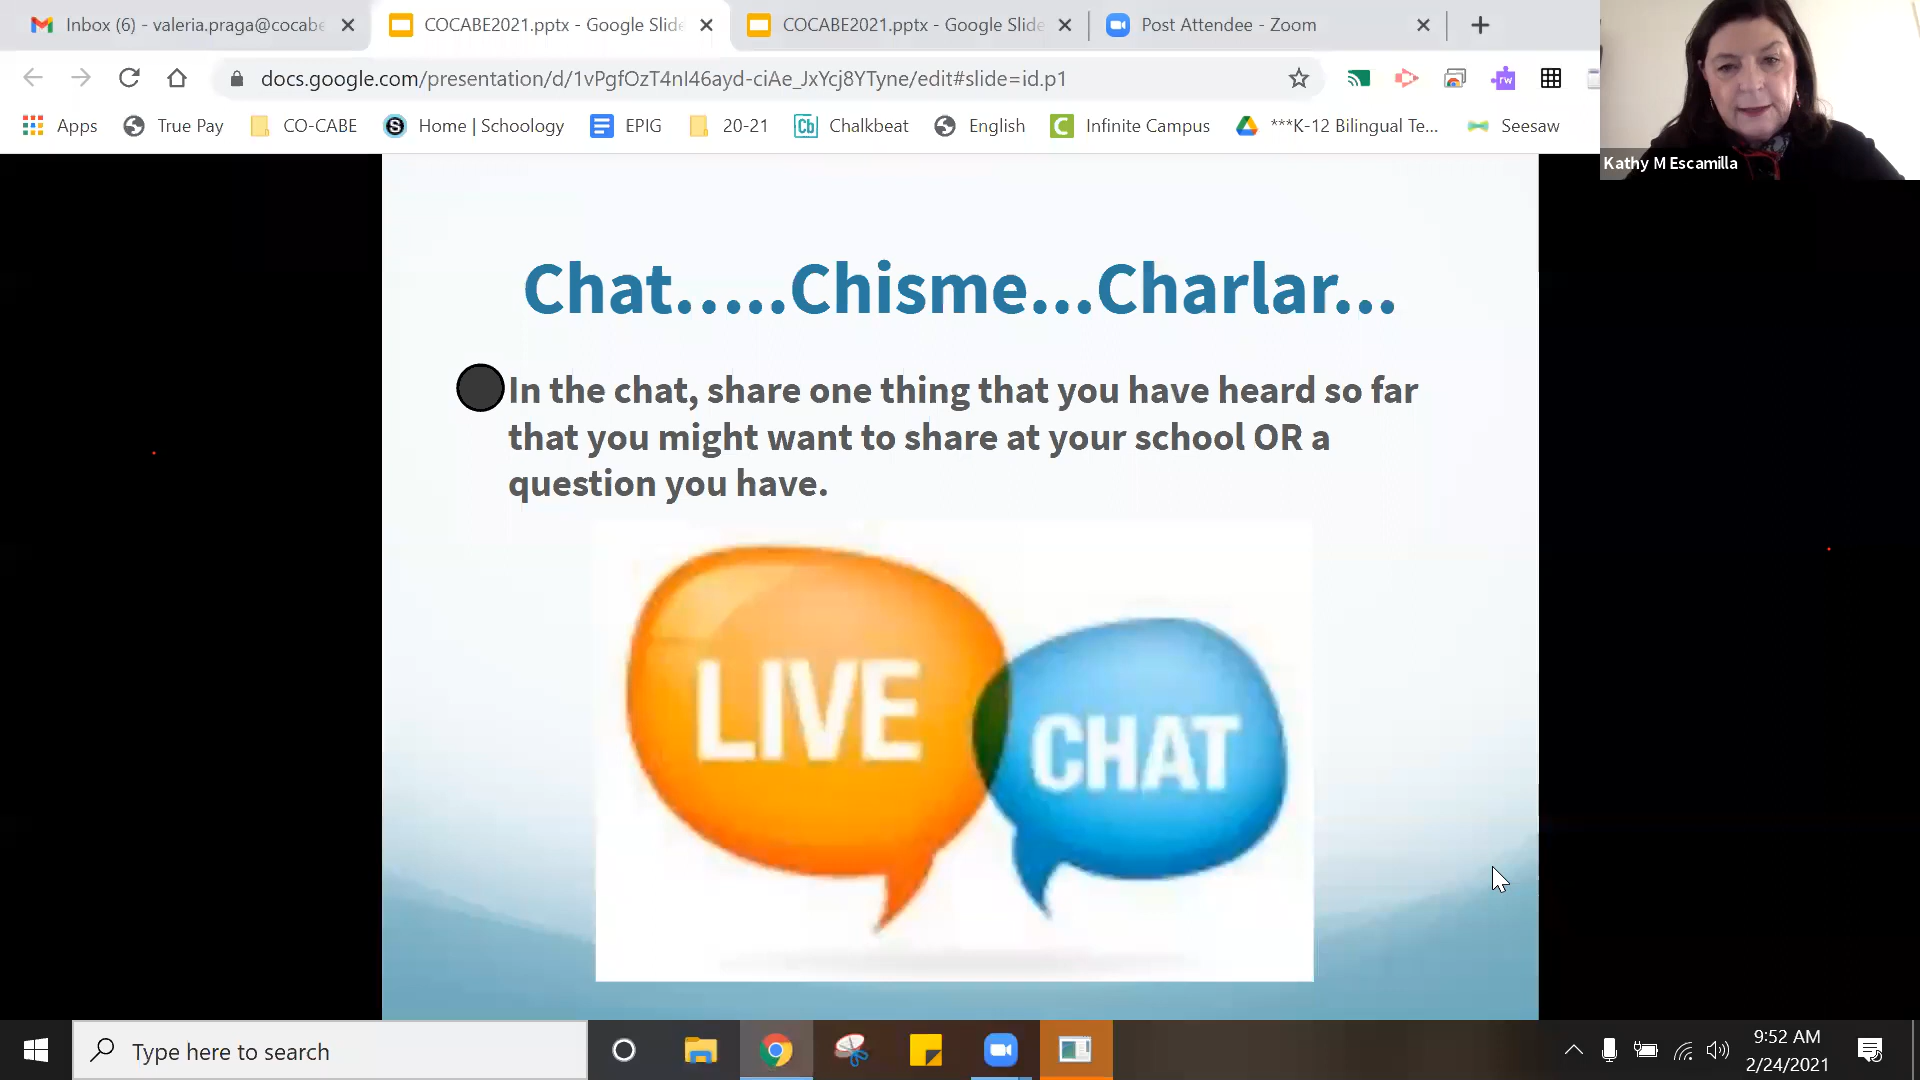 Inbox (6) - valeria.praga@cocabe
COCABE2021.pptx - Google Slide
COCABE2021.pptx - Google Slide
Post Attendee - Zoom
docs.google.com/presentation/d/1vPgfOzT4nI46ayd-ciAe_JxYcj8YTyne/edit#slide=id.p1
rw
Apps
True Pay
CO-CABE
Home | Schoology
EPIG
20-21
Cb
Chalkbeat
English
Infinite Campus
***K-12 Bilingual Te...
Seesaw
Kathy M Escamilla
Chat.....Chisme...Charlar...
In the chat, share one thing that you have heard so far
that you might want to share at your school OR a
question you have.
LIVE
CHAT
Type here to search
9:52 AM
2/24/2021